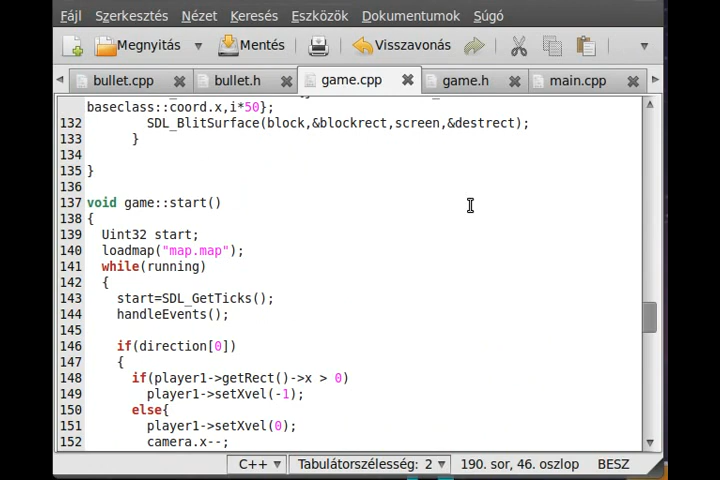 Fájl Szerkesztés Nézet Keresés Eszközök Dokumentumok Súgó
Megnyitás Mentés Visszavonás
bullet.cpp bullet.h game.cpp game.h main.cpp
baseclass::coord.x,i*50};
132 SDL_BlitSurface(block,&blockrect,screen,&destrect);
133 }
134
135 }
136
137 void game::start()
138 {
139 Uint32 start;
140 loadmap("map.map");
141 while(running)
142 {
143 start=SDL_GetTicks();
144 handleEvents();
145
146 if(direction[0])
147 {
148 if(player1->getRect()->x > 0)
149 player1->setXvel(-1);
150 else{
151 player1->setXvel(0);
152 camera.x--;
C++ Tabulátorszélesség: 2 190. sor, 46. oszlop BESZ